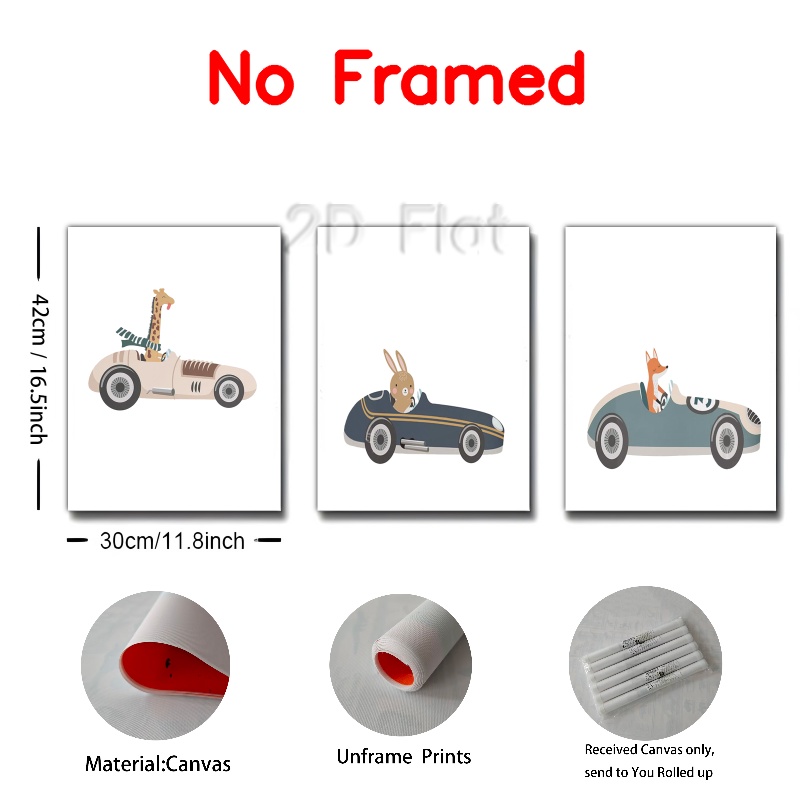 No Framed
2D Flat
42cm / 16.5inch
30cm/11.8inch
Material:Canvas
Unframe Prints
Received Canvas only,
send to You Rolled up